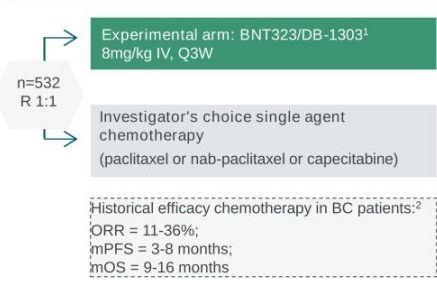 Experimental arm: BNT323/DB-1303¹
8mg/kg IV, Q3W
n=532
R 1:1
Investigator's choice single agent
chemotherapy
(paclitaxel or nab-paclitaxel or capecitabine)
Historical efficacy chemotherapy in BC patients:²
ORR = 11-36%;
mPFS = 3-8 months;
mOS = 9-16 months